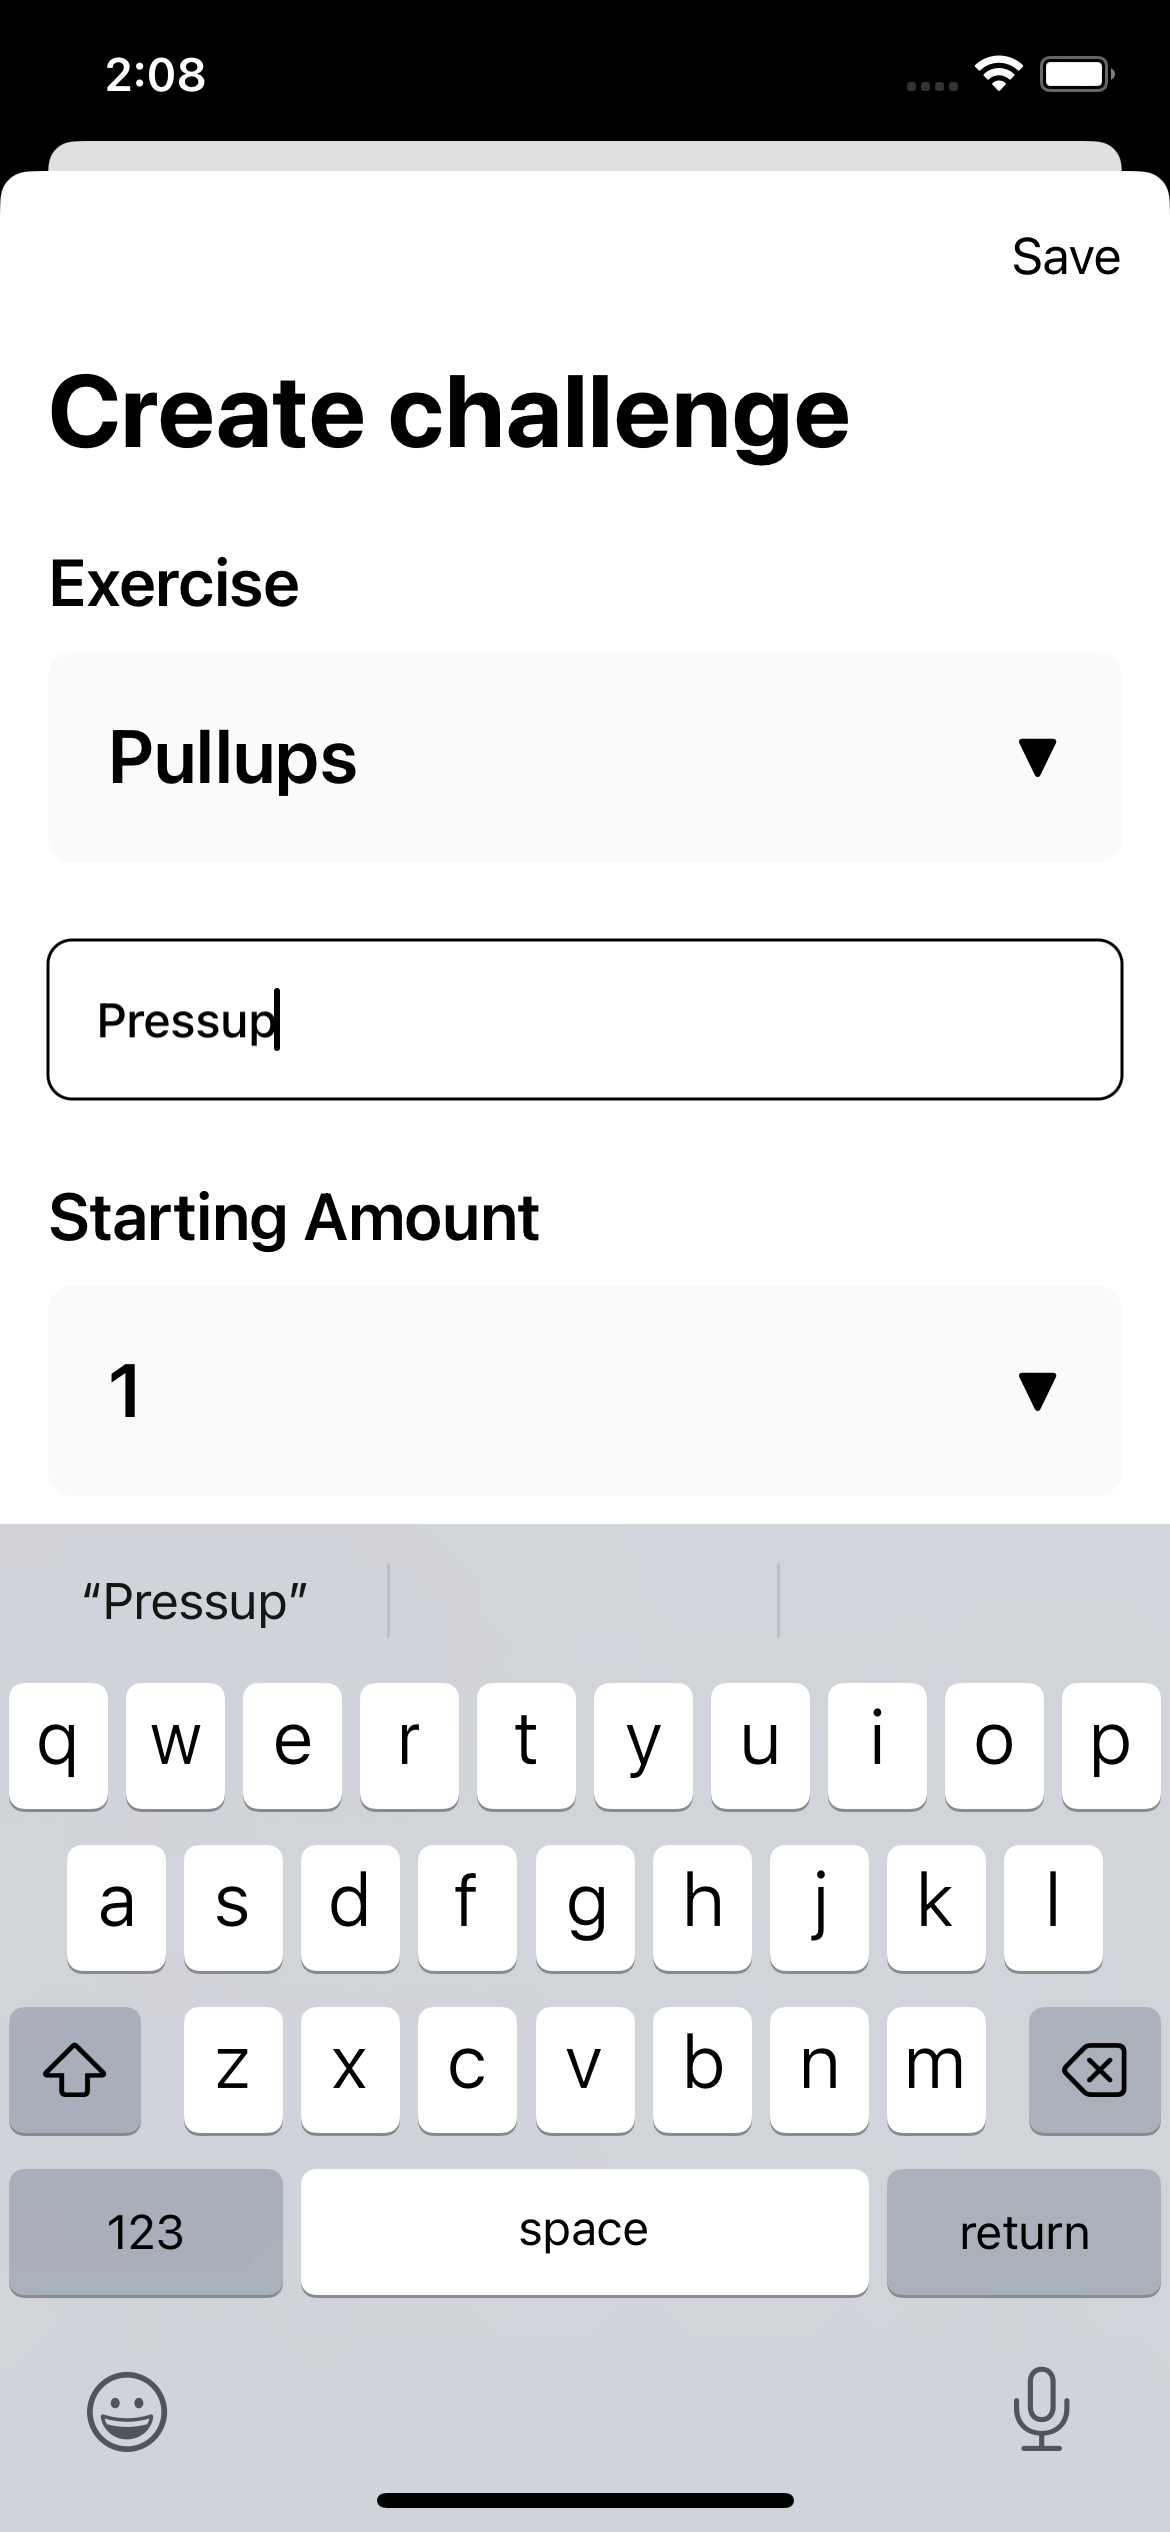 2:08
Save
Create challenge
Exercise
Pullups
Pressup
Starting Amount
1
“Pressup”
q w e r t y u i o p
a s d f g h j k l
z x c v b n m
123 space return